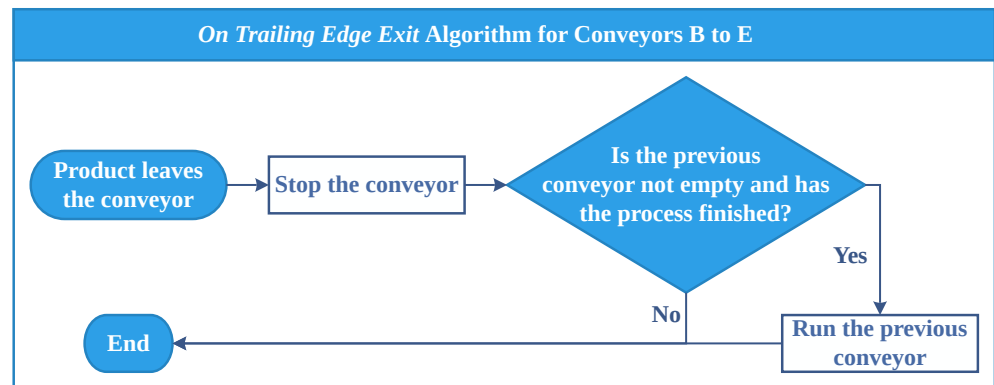 On Trailing Edge Exit Algorithm for Conveyors B to E
Product leaves
the conveyor
Stop the conveyor
Is the previous
conveyor not empty and has
the process finished?
Yes
No
Run the previous
conveyor
End